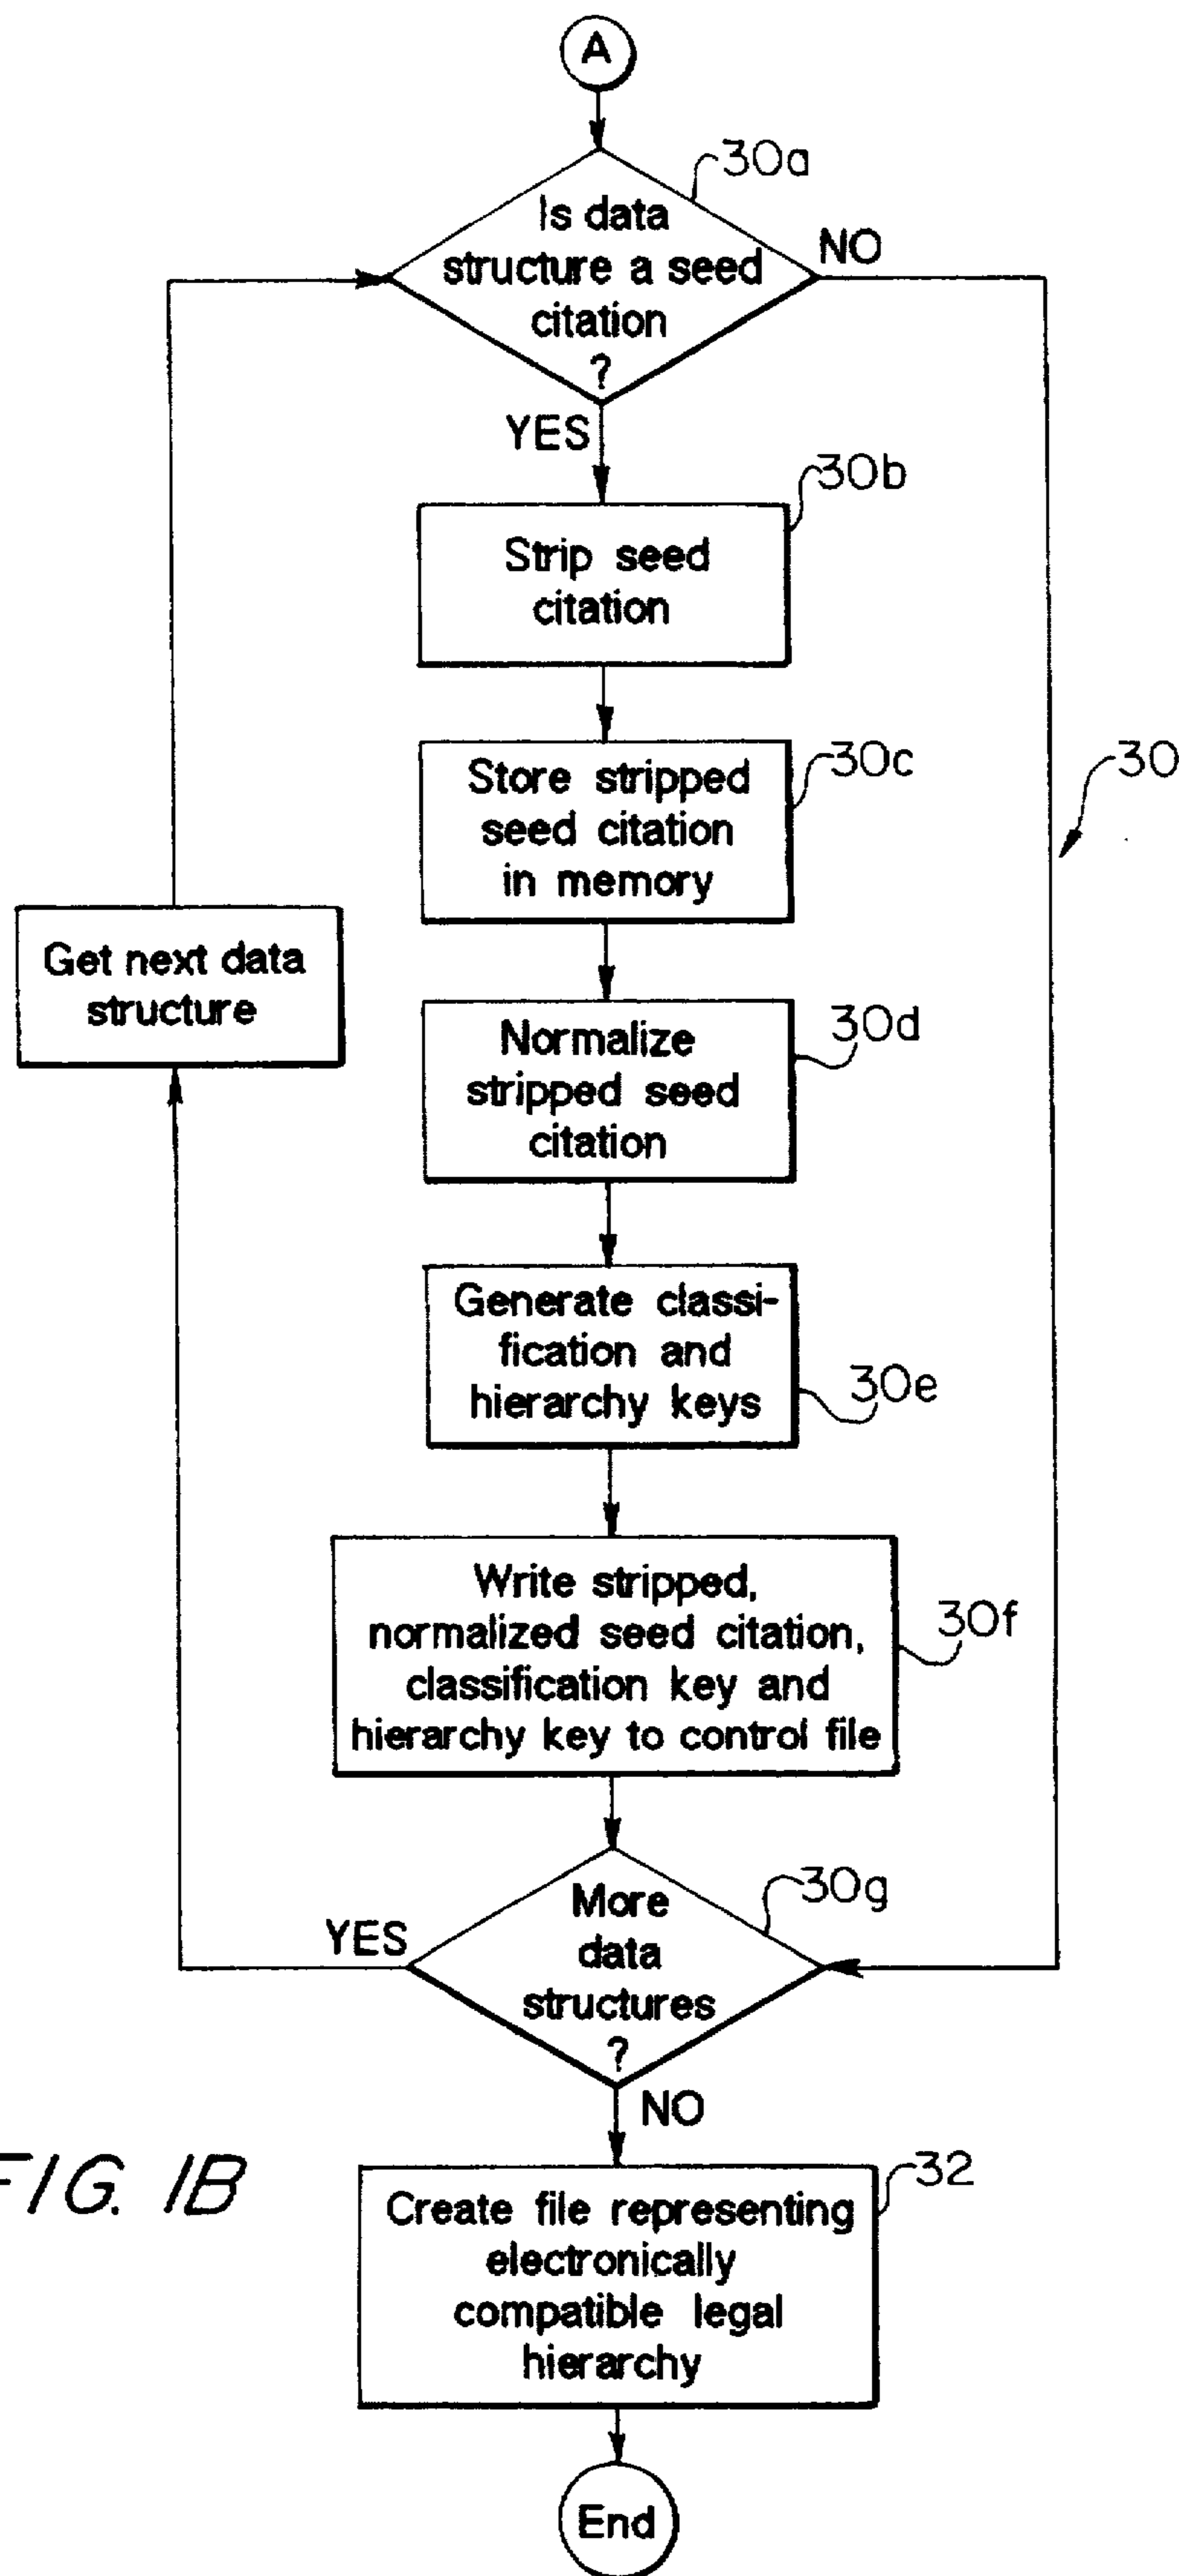 A
30a
Is data
structure a seed
citation
?
NO
YES
30b
Strip seed
citation
30c
Store stripped
seed citation
in memory
30
Get next data
structure
30d
Normalize
stripped seed
citation
Generate classi-
fication and
hierarchy keys
30e
Write stripped,
normalized seed citation,
classification key and
hierarchy key to control file
30f
30g
More
data
structures
?
YES
NO
FIG. 1B
32
Create file representing
electronically
compatible legal
hierarchy
End